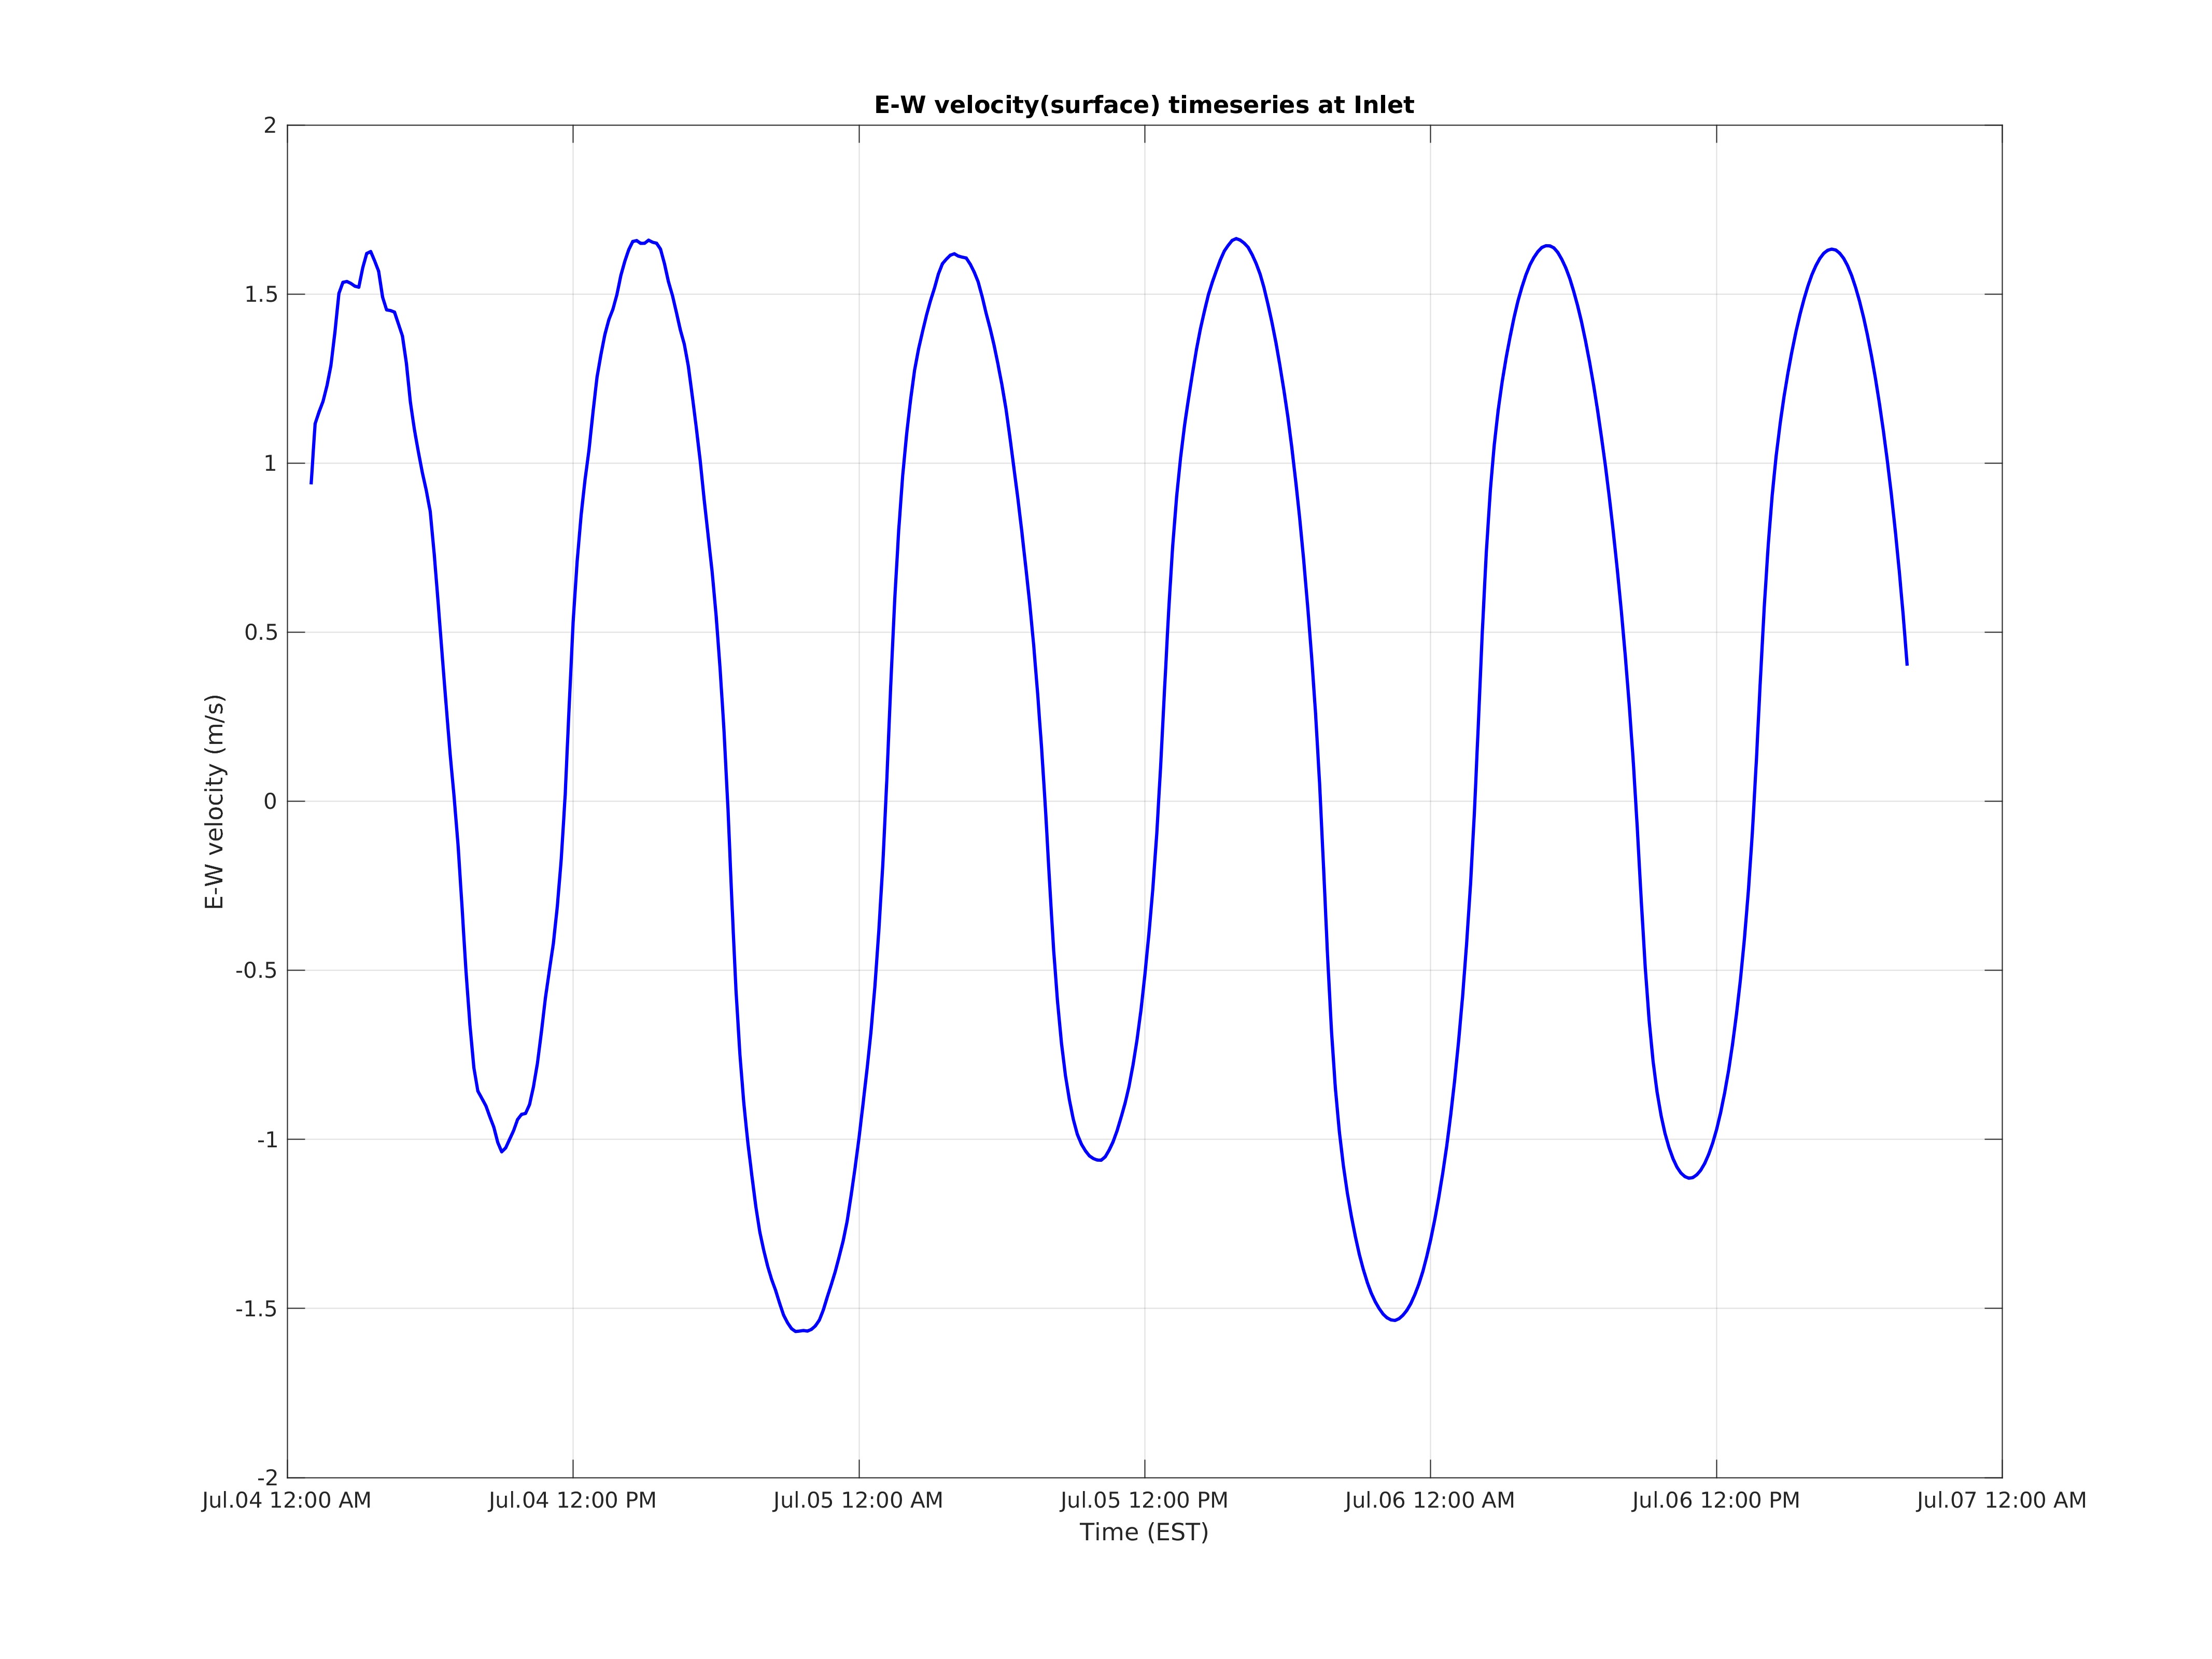 E-W velocity(surface) timeseries at Inlet
2
1.5
1
0.5
0
-0.5
-1
-1.5
-2
E-W velocity (m/s)
Jul.04 12:00 AM Jul.04 12:00 PM Jul.05 12:00 AM Jul.05 12:00 PM Jul.06 12:00 AM Jul.06 12:00 PM Jul.07 12:00 AM
Time (EST)